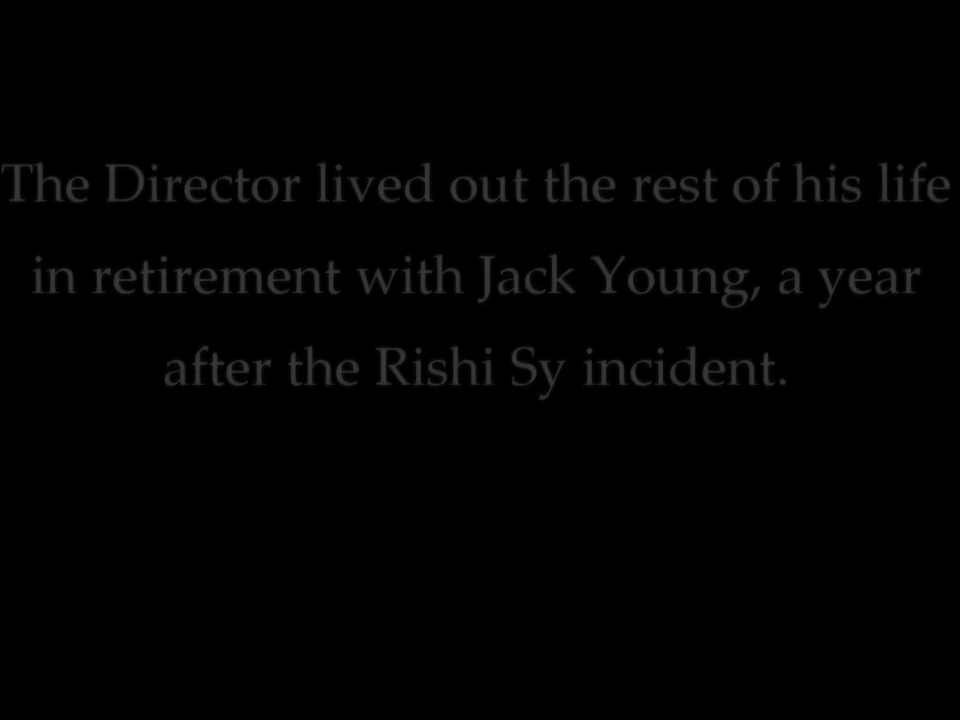 The Director lived out the rest of his life
in retirement with Jack Young, a year
after the Rishi Sy incident.